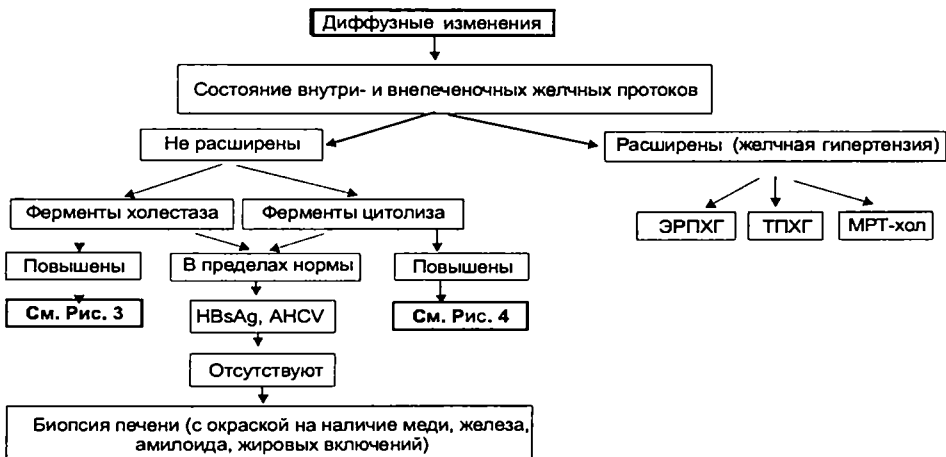 Диффузные изменения
Состояние внутри- и внепеченочных желчных протоков
Не расширены
Расширены (желчная гипертензия)
Ферменты холестаза
Ферменты цитолиза
ЭРПХГ
ТПХГ
МРТ-хол
Повышены
В пределах нормы
Повышены
См. Рис. 3
HBsAg, AHCV
См. Рис. 4
Отсутствуют
Биопсия печени (с окраской на наличие меди, железа,
амилоида, жировых включений)